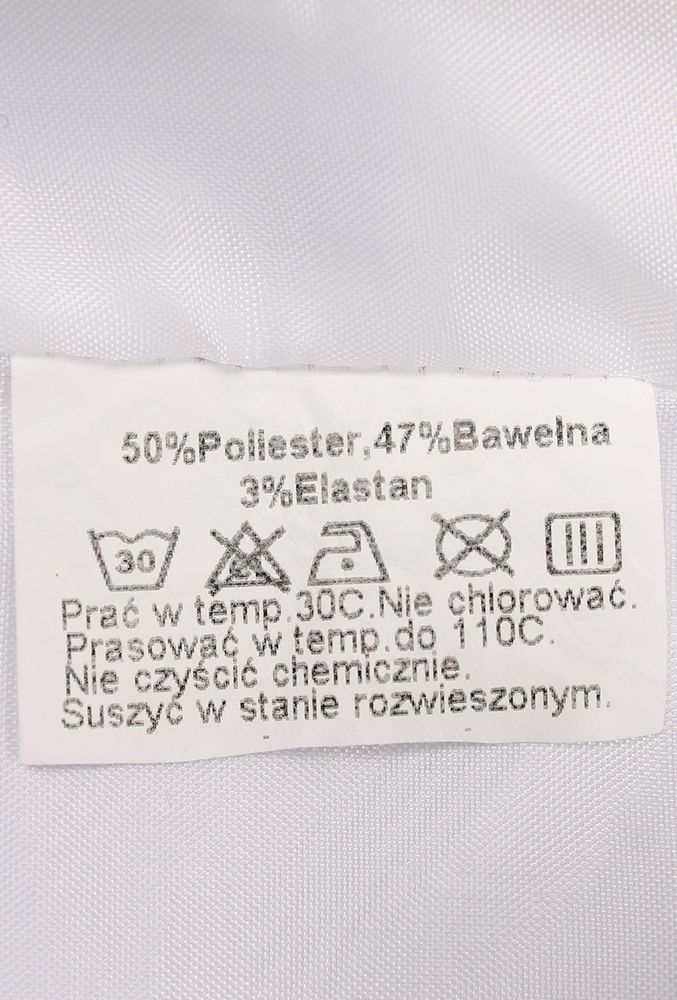 50%Poliester,47%Bawełna
3%Elastan
30 CL
Prać w temp.30C.Nie chlorować.
Prasować w temp.do 110C.
Nie czyścić chemicznie.
Suszyć w stanie rozwieszonym.